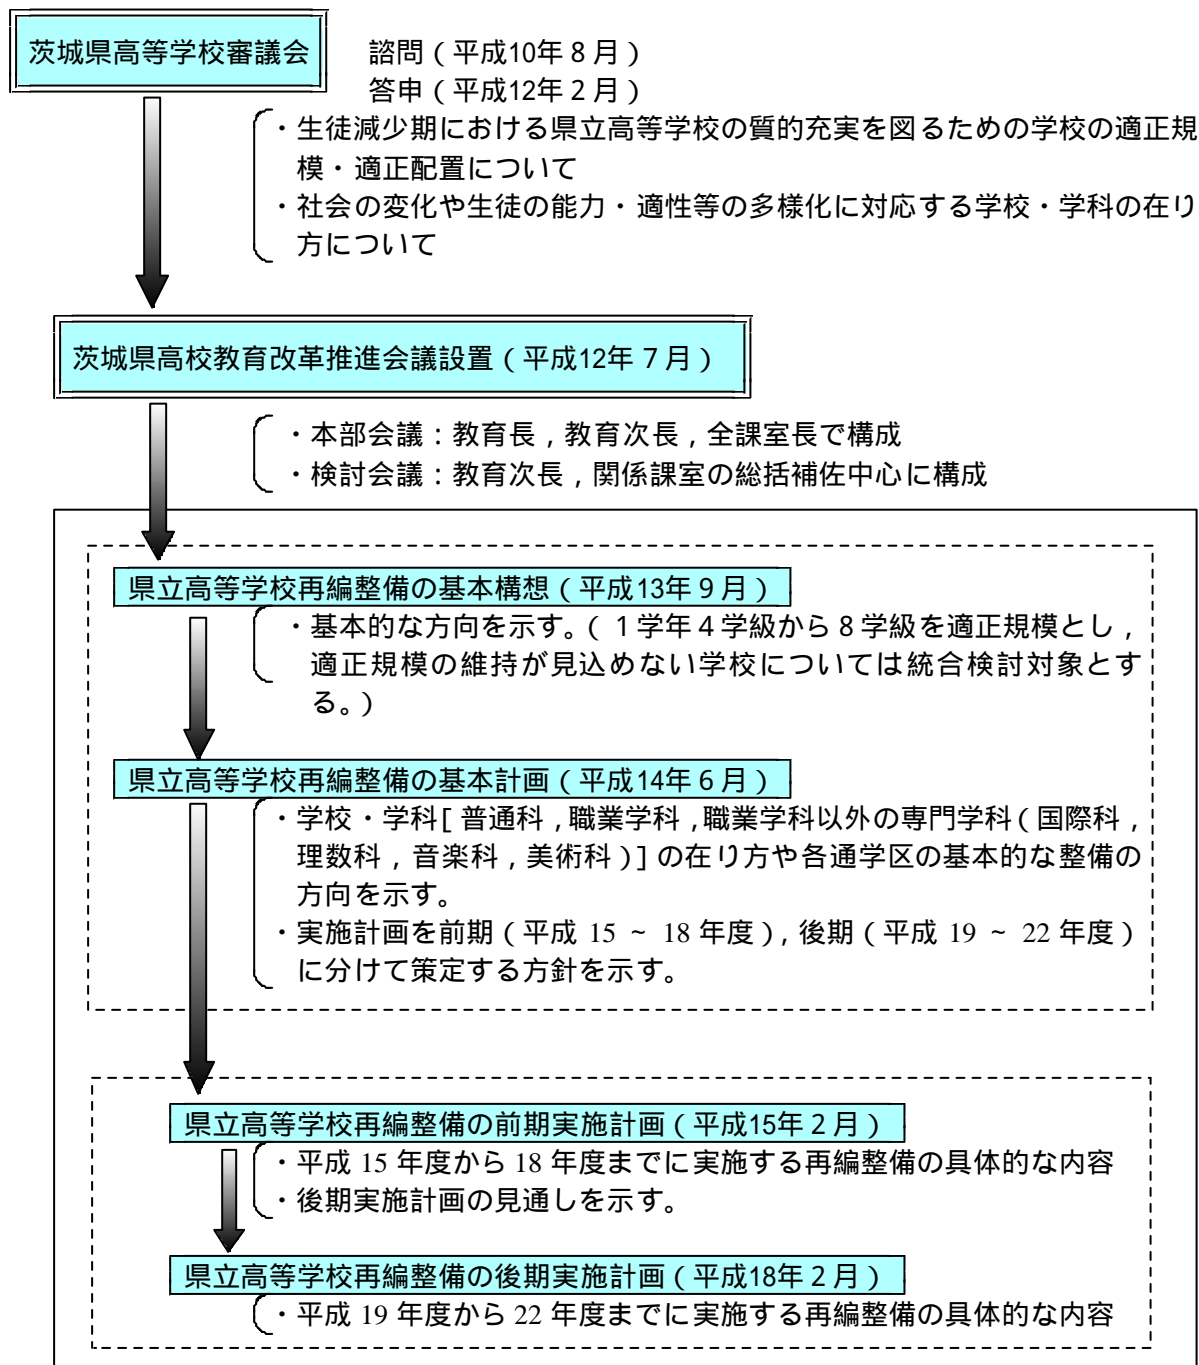 茨城県高等学校審議会
諮問（平成10年８月）
答申（平成12年２月）
・生徒減少期における県立高等学校の質的充実を図るための学校の適正規
模・適正配置について
・社会の変化や生徒の能力・適性等の多様化に対応する学校・学科の在り
方について
茨城県高校教育改革推進会議設置（平成12年７月）
・本部会議：教育長，教育次長，全課室長で構成
・検討会議：教育次長，関係課室の総括補佐中心に構成
県立高等学校再編整備の基本構想（平成13年９月）
・基本的な方向を示す。（１学年４学級から８学級を適正規模とし，
適正規模の維持が見込めない学校については統合検討対象とす
る。）
県立高等学校再編整備の基本計画（平成14年６月）
・学校・学科[普通科，職業学科，職業学科以外の専門学科（国際科，
理数科，音楽科，美術科）]の在り方や各通学区の基本的な整備の
方向を示す。
・実施計画を前期（平成 15 ~ 18 年度），後期（平成 19 ~ 22 年度）
に分けて策定する方針を示す。
県立高等学校再編整備の前期実施計画（平成15年２月）
・平成 15 年度から 18 年度までに実施する再編整備の具体的な内容
・後期実施計画の見通しを示す。
県立高等学校再編整備の後期実施計画（平成18年２月）
・平成 19 年度から 22 年度までに実施する再編整備の具体的な内容